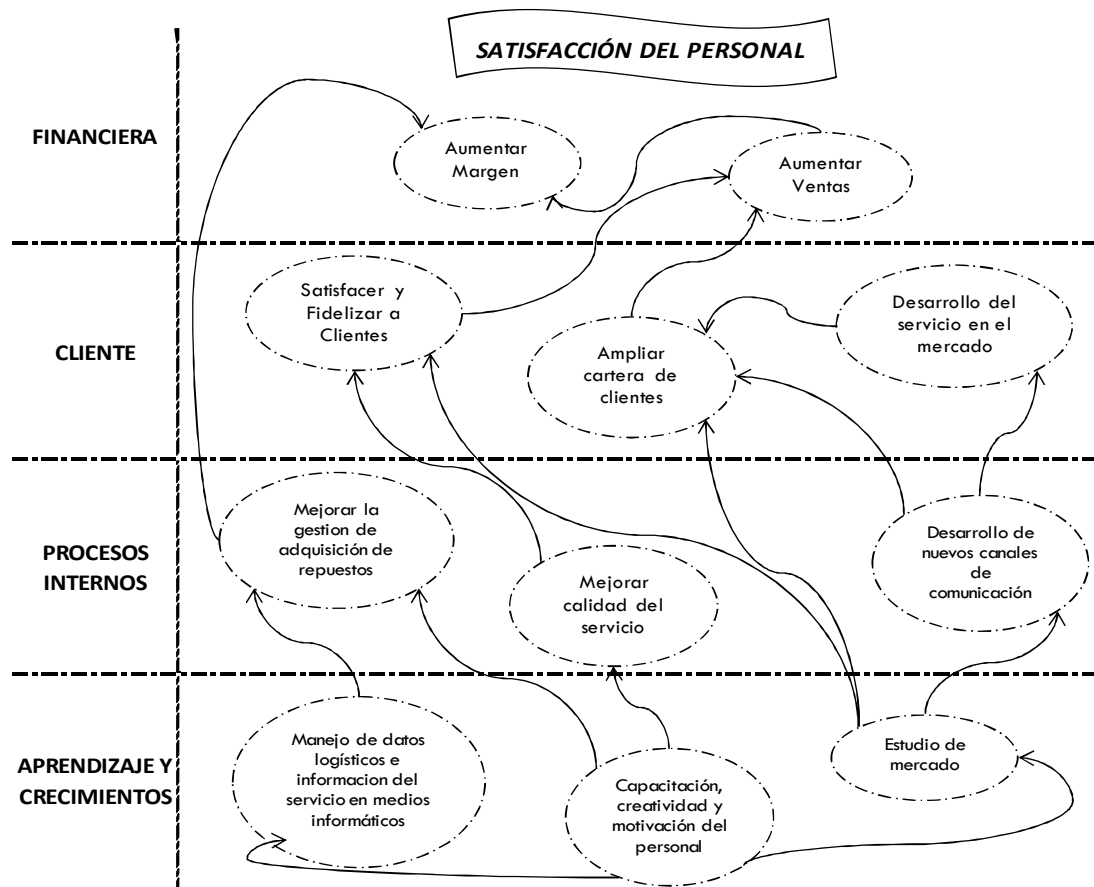 SATISFACCIÓN DEL PERSONAL
FINANCIERA
Aumentar
Margen
Aumentar
Ventas
CLIENTE
Satisfacer y
Fidelizar a
Clientes
Ampliar
cartera de
clientes
Desarrollo del
servicio en el
mercado
PROCESOS
INTERNOS
Mejorar la
gestion de
adquisición de
repuestos
Mejorar
calidad del
servicio
Desarrollo de
nuevos canales
de
comunicación
APRENDIZAJE Y
CRECIMIENTOS
Manejo de datos
logísticos e
informacion del
servicio en medios
informáticos
Capacitación,
creatividad y
motivación del
personal
Estudio de
mercado